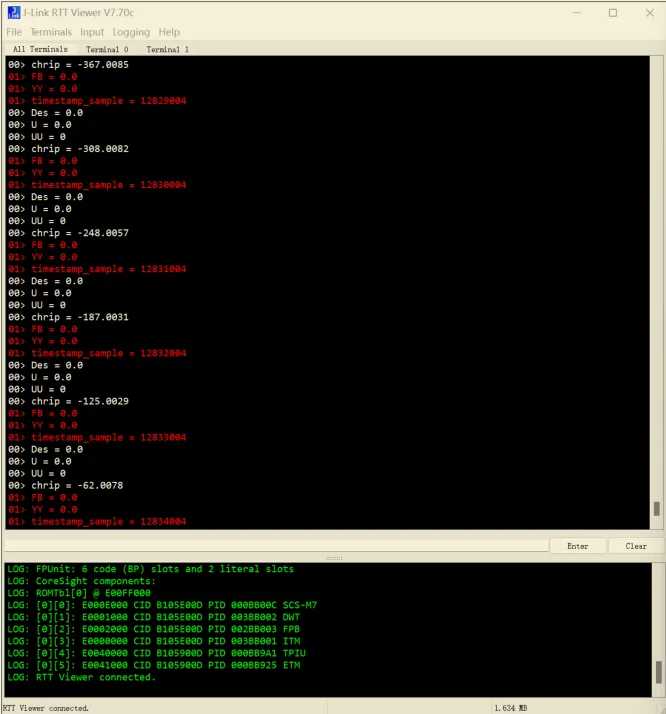 J-Link RTT Viewer V7.70c
File Terminals Input Logging Help
All Terminals Terminal 0 Terminal 1
00> chrip = -367.0085
01> FB = 0.0
01> YY = 0.0
01> timestamp_sample = 12829004
00> Des = 0.0
00> U = 0.0
00> UU = 0
00> chrip = -308.0082
01> FB = 0.0
01> YY = 0.0
01> timestamp_sample = 12830004
00> Des = 0.0
00> U = 0.0
00> UU = 0
00> chrip = -248.0057
01> FB = 0.0
01> YY = 0.0
01> timestamp_sample = 12831004
00> Des = 0.0
00> U = 0.0
00> UU = 0
00> chrip = -187.0031
01> FB = 0.0
01> YY = 0.0
01> timestamp_sample = 12832004
00> Des = 0.0
00> U = 0.0
00> UU = 0
00> chrip = -125.0029
01> FB = 0.0
01> YY = 0.0
01> timestamp_sample = 12833004
00> Des = 0.0
00> U = 0.0
00> UU = 0
00> chrip = -62.0078
01> FB = 0.0
01> YY = 0.0
01> timestamp_sample = 12834004
Enter Clear
LOG: FPUnit: 6 code (BP) slots and 2 literal slots
LOG: CoreSight components:
LOG: ROMTbl[0] @ E00FF000
LOG: [0][0]: E000E000 CID B105E00D PID 000BB00C SCS-M7
LOG: [0][1]: E0001000 CID B105E00D PID 003BB002 DWT
LOG: [0][2]: E0002000 CID B105E00D PID 002BB003 FPB
LOG: [0][3]: E0000000 CID B105E00D PID 003BB001 ITM
LOG: [0][4]: E0040000 CID B105900D PID 000BB9A1 TPIU
LOG: [0][5]: E0041000 CID B105900D PID 000BB925 ETM
LOG: RTT Viewer connected.
RTT Viewer connected. 1.634 MB